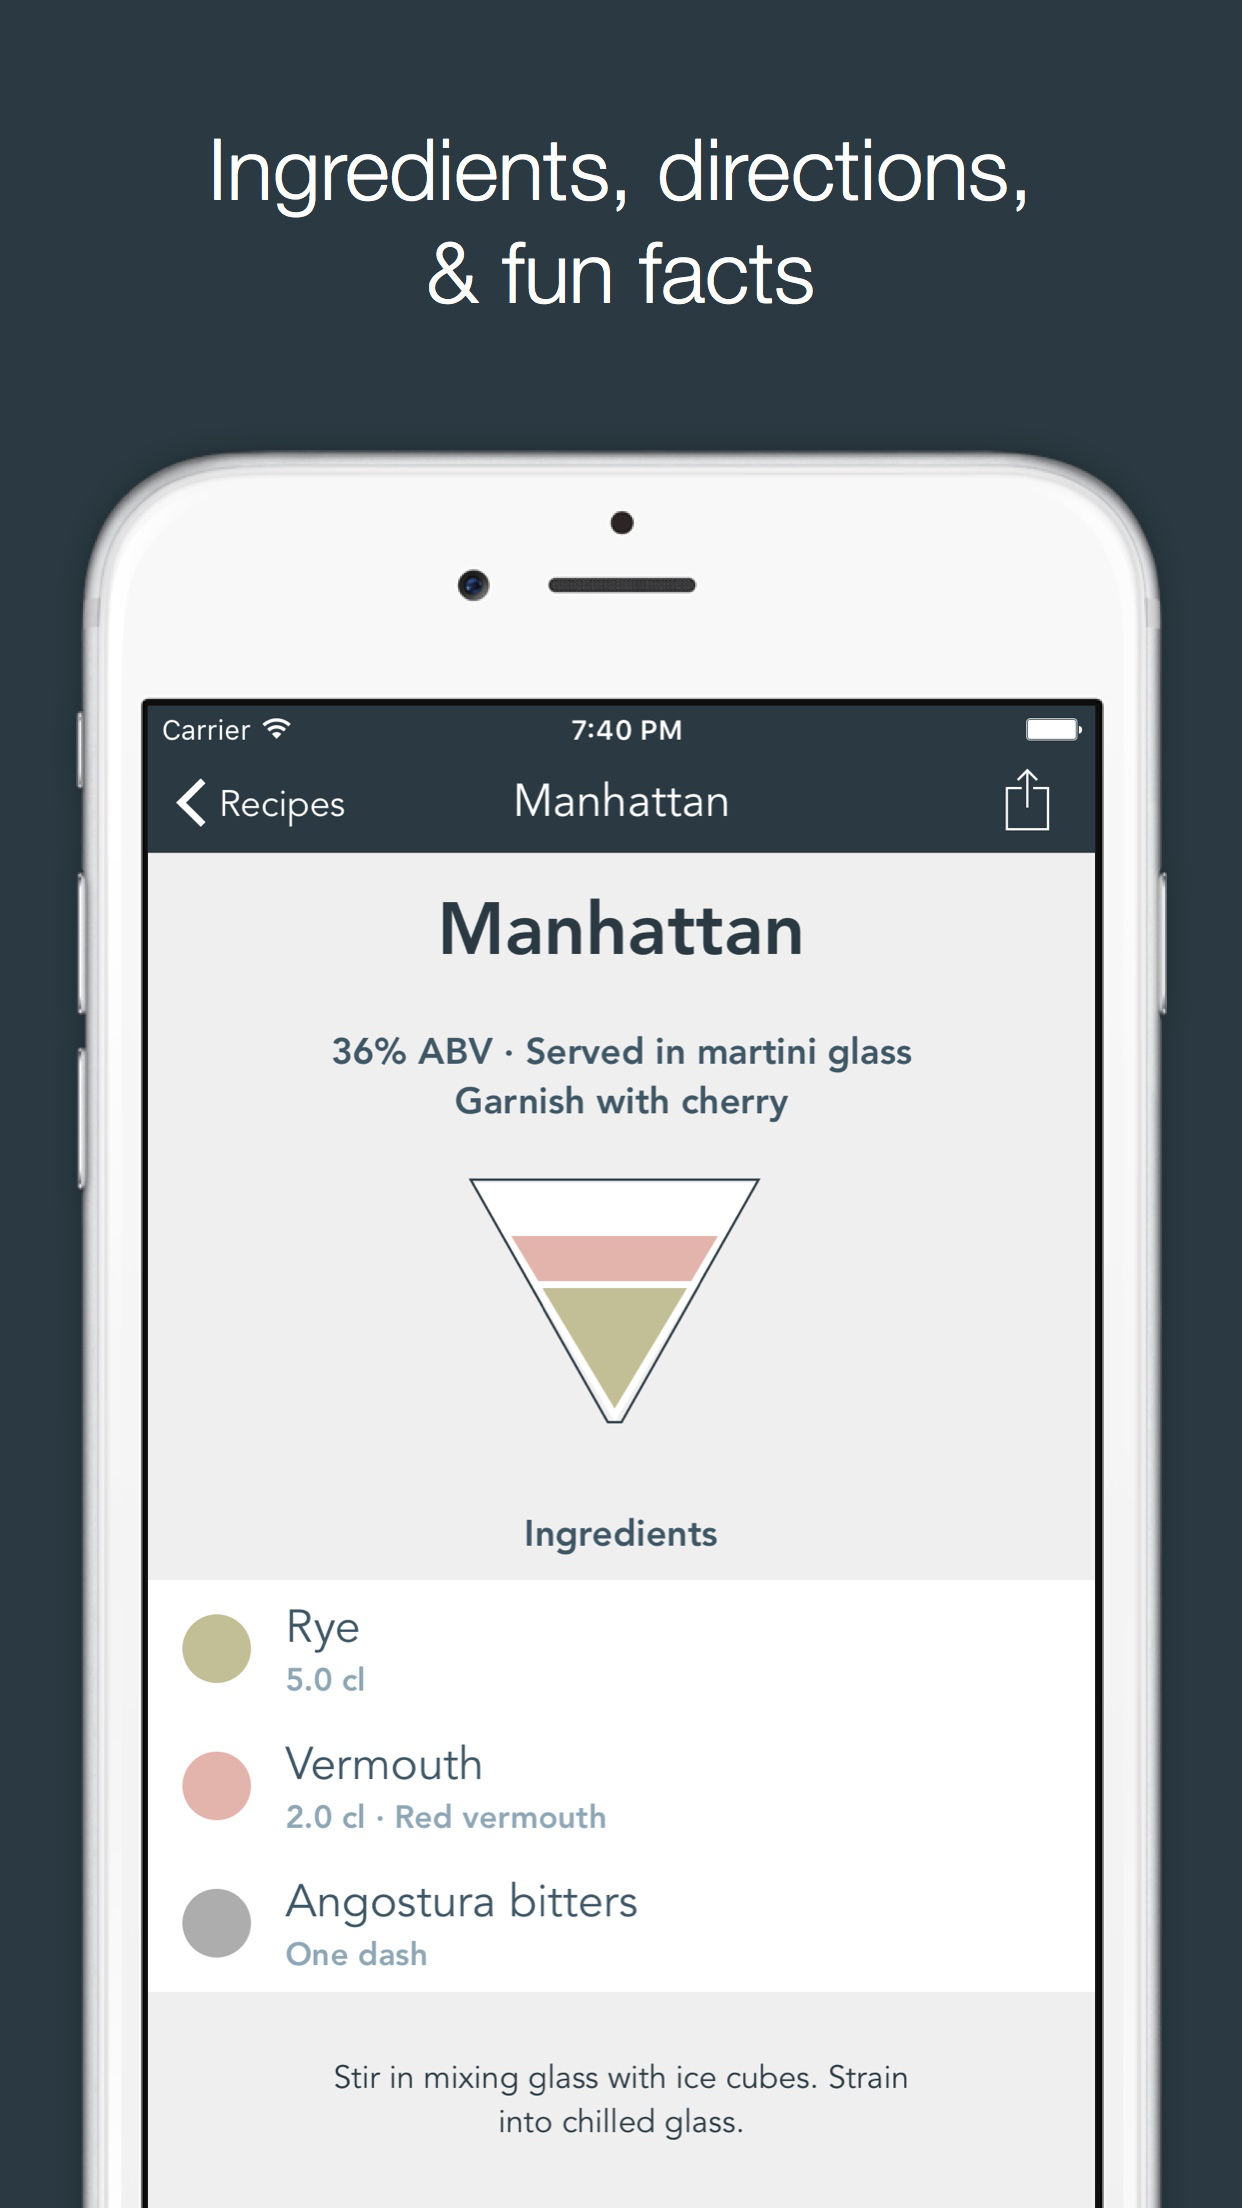 Ingredients, directions,
& fun facts
Carrier
7:40 PM
Recipes
Manhattan
Manhattan
36% ABV · Served in martini glass
Garnish with cherry
Ingredients
Rye
5.0 cl
Vermouth
2.0 cl · Red vermouth
Angostura bitters
One dash
Stir in mixing glass with ice cubes. Strain
into chilled glass.